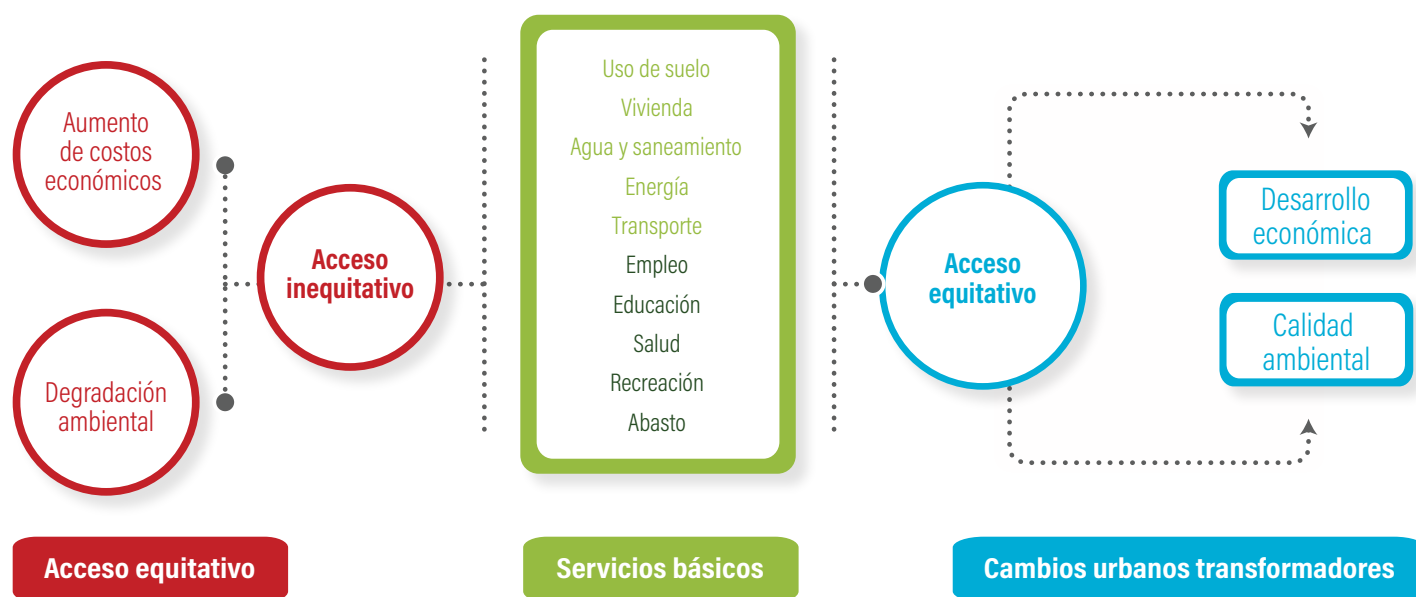 Aumento
de costos
económicos
Degradación
ambiental
Acceso
inequitativo
Acceso equitativo
Uso de suelo
Vivienda
Agua y saneamiento
Energía
Transporte
Empleo
Educación
Salud
Recreación
Abasto
Servicios básicos
Acceso
equitativo
Desarrollo
económica
Calidad
ambiental
Cambios urbanos transformadores